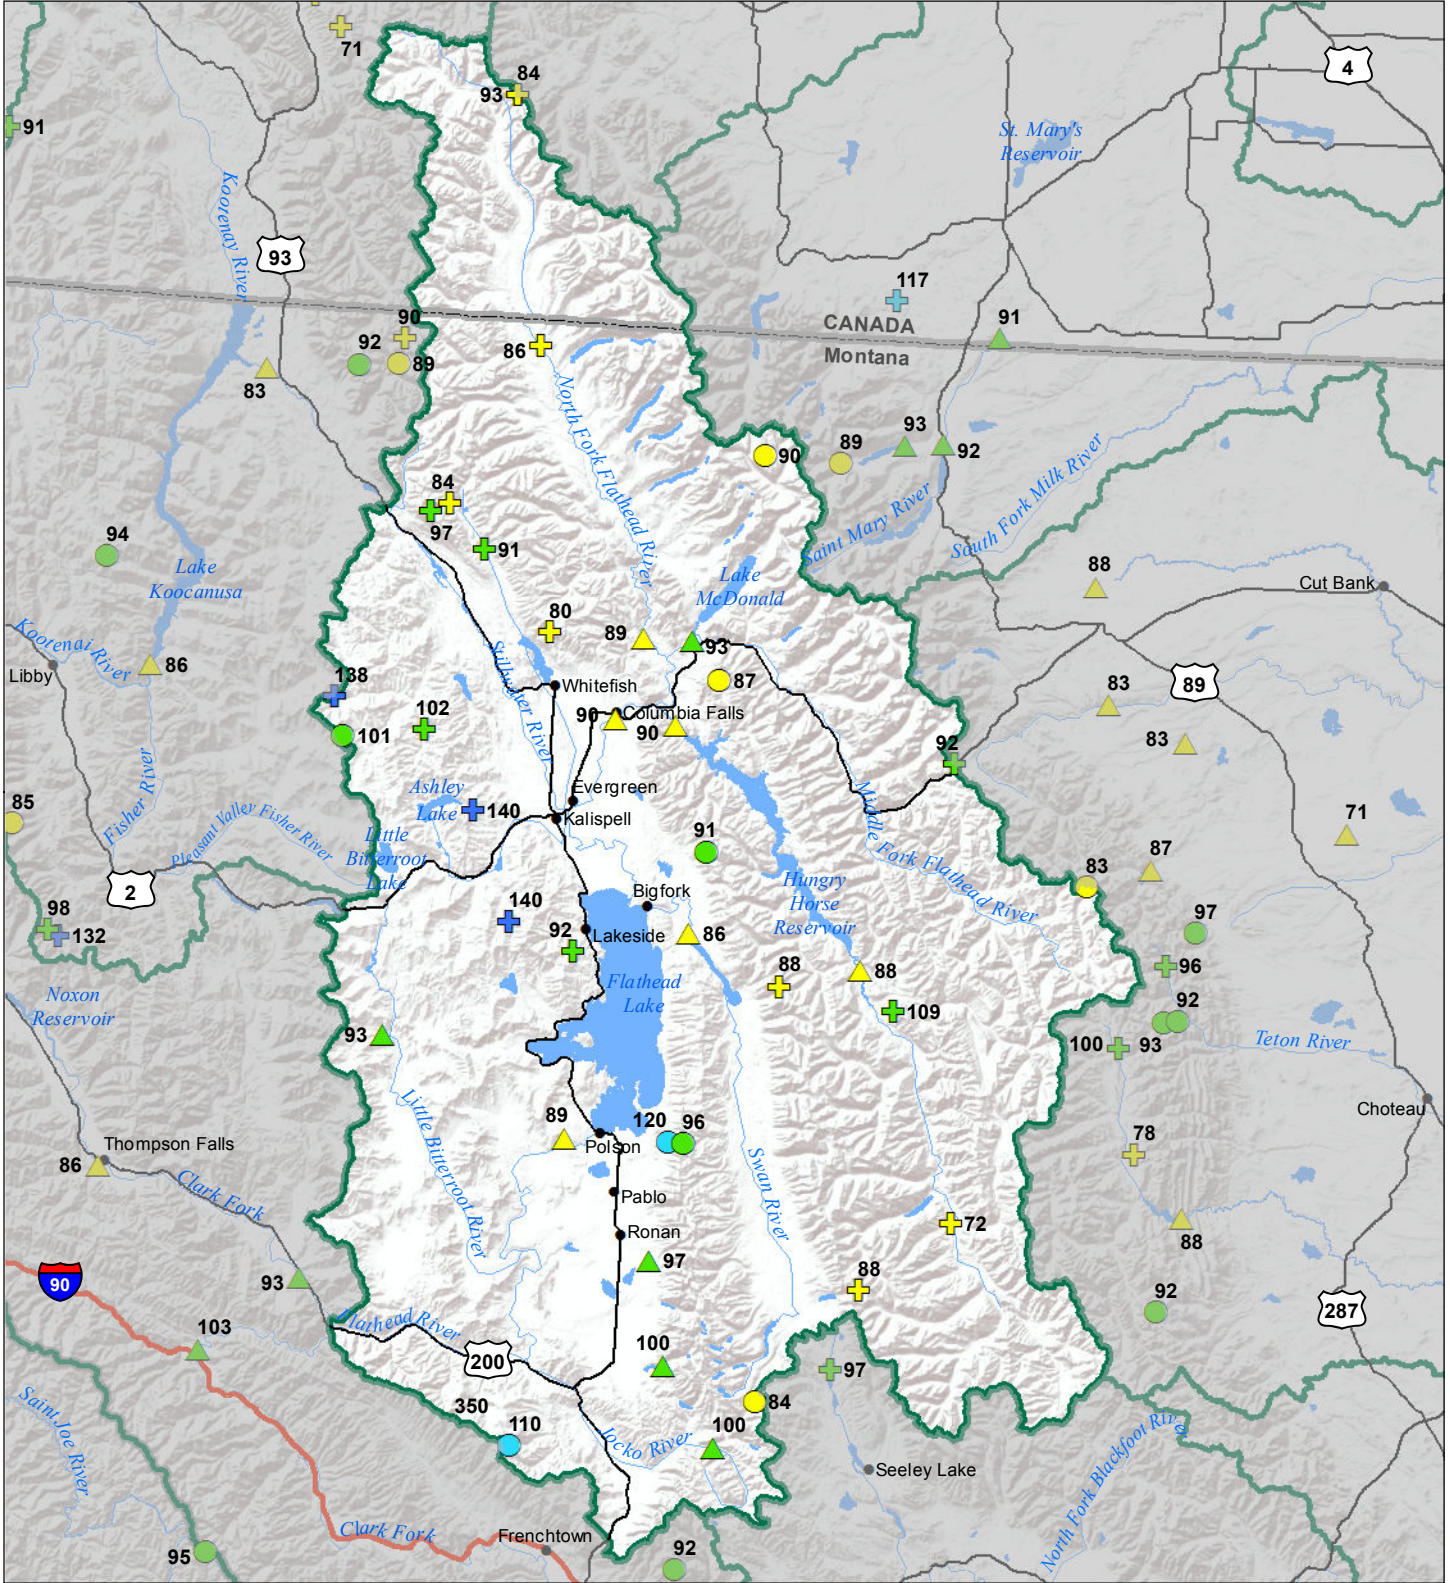 71
84
93
4
91
St. Mary's
Reservoir
Kootenay River
93
117
CANADA
Montana
91
90
92
89
83
86
North Fork Flathead River
93
92
90
89
84
97
91
Saint Mary River
South Fork Milk River
94
Lake
Koocanusa
Lake
McDonald
88
Cut Bank
Kootenai River
Libby
86
80
89
93
Stillwater River
138
Whitefish
87
83
89
102
101
90
Columbia Falls
90
92
83
Fisher River
Ashley
Lake
140
Evergreen
Kalispell
85
Pleasant Valley Fisher River
Little
Bitterroot
Lake
91
Middle Fork Flathead River
71
87
83
2
Hungry
Horse
Reservoir
Bigfork
98
132
140
92
Lakeside
86
97
96
88
88
Flathead
Lake
Noxon
Reservoir
109
92
93
100
93
Teton River
Little Bitterroot River
89
120
96
Polson
Choteau
Thompson Falls
86
78
Clark Fork
Swan River
Pablo
72
88
Ronan
97
88
90
93
92
287
Flathead River
103
200
100
97
84
350
110
100
Jocko River
Saint Joe River
Seeley Lake
North Fork Blackfoot River
Clark Fork
Frenchtown
95
92